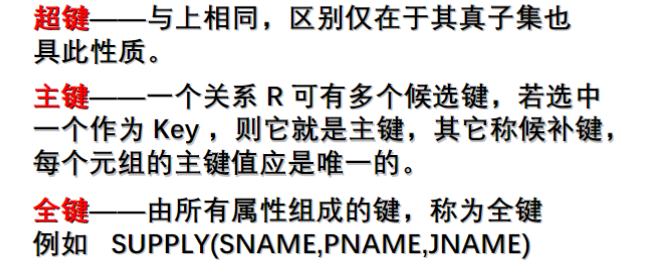 超键——与上相同，区别仅在于其真子集也
具此性质。
主键——一个关系 R 可有多个候选键，若选中
一个作为 Key ，则它就是主键，其它称候补键，
每个元组的主键值应是唯一的。
全键——由所有属性组成的键，称为全键
例如 SUPPLY(SNAME,PNAME,JNAME)